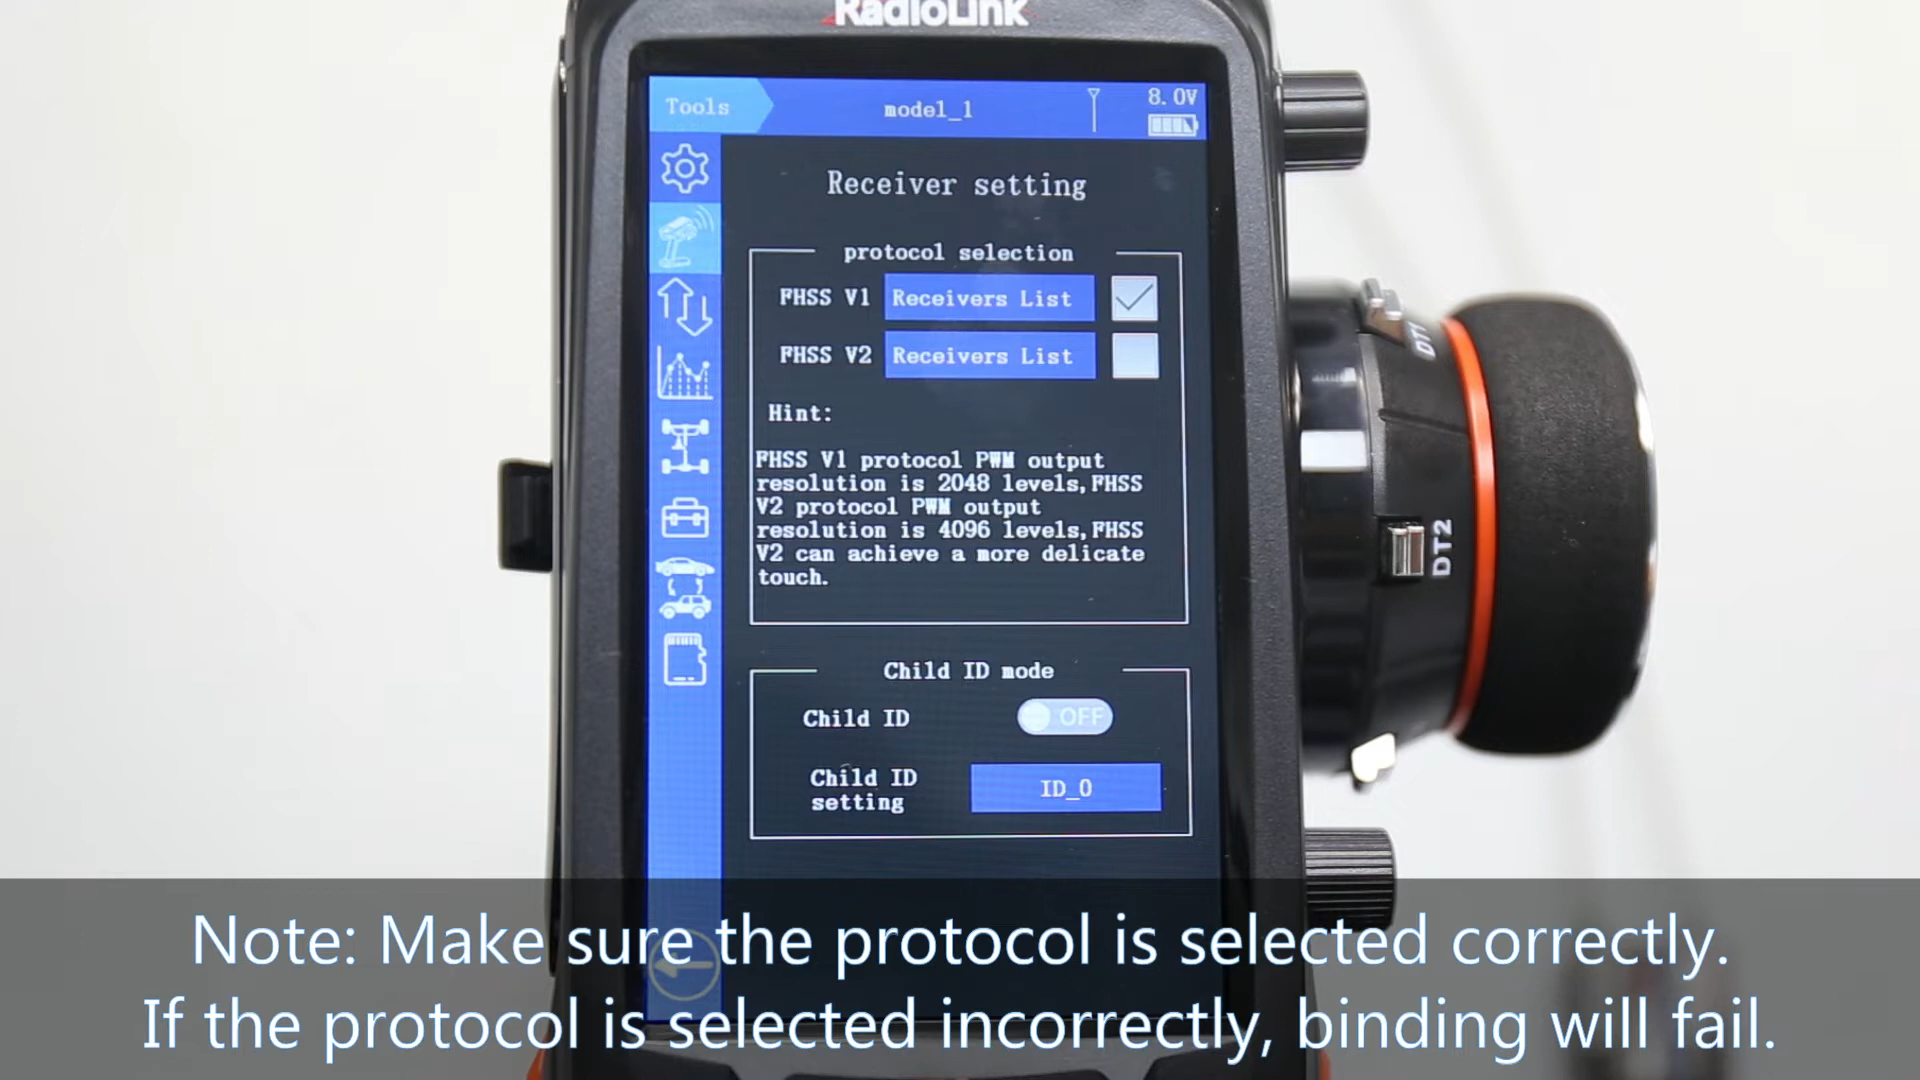 RadioLink
Tools
model_1
8.0V
Receiver setting
protocol selection
FHSS V1 Receivers List
FHSS V2 Receivers List
Hint:
FHSS V1 protocol PWM output
resolution is 2048 levels,FHSS
V2 protocol PWM output
resolution is 4096 levels,FHSS
V2 can achieve a more delicate
touch.
Child ID mode
Child ID OFF
Child ID
setting
ID_0
DT1
DT2
Note: Make sure the protocol is selected correctly.
If the protocol is selected incorrectly, binding will fail.